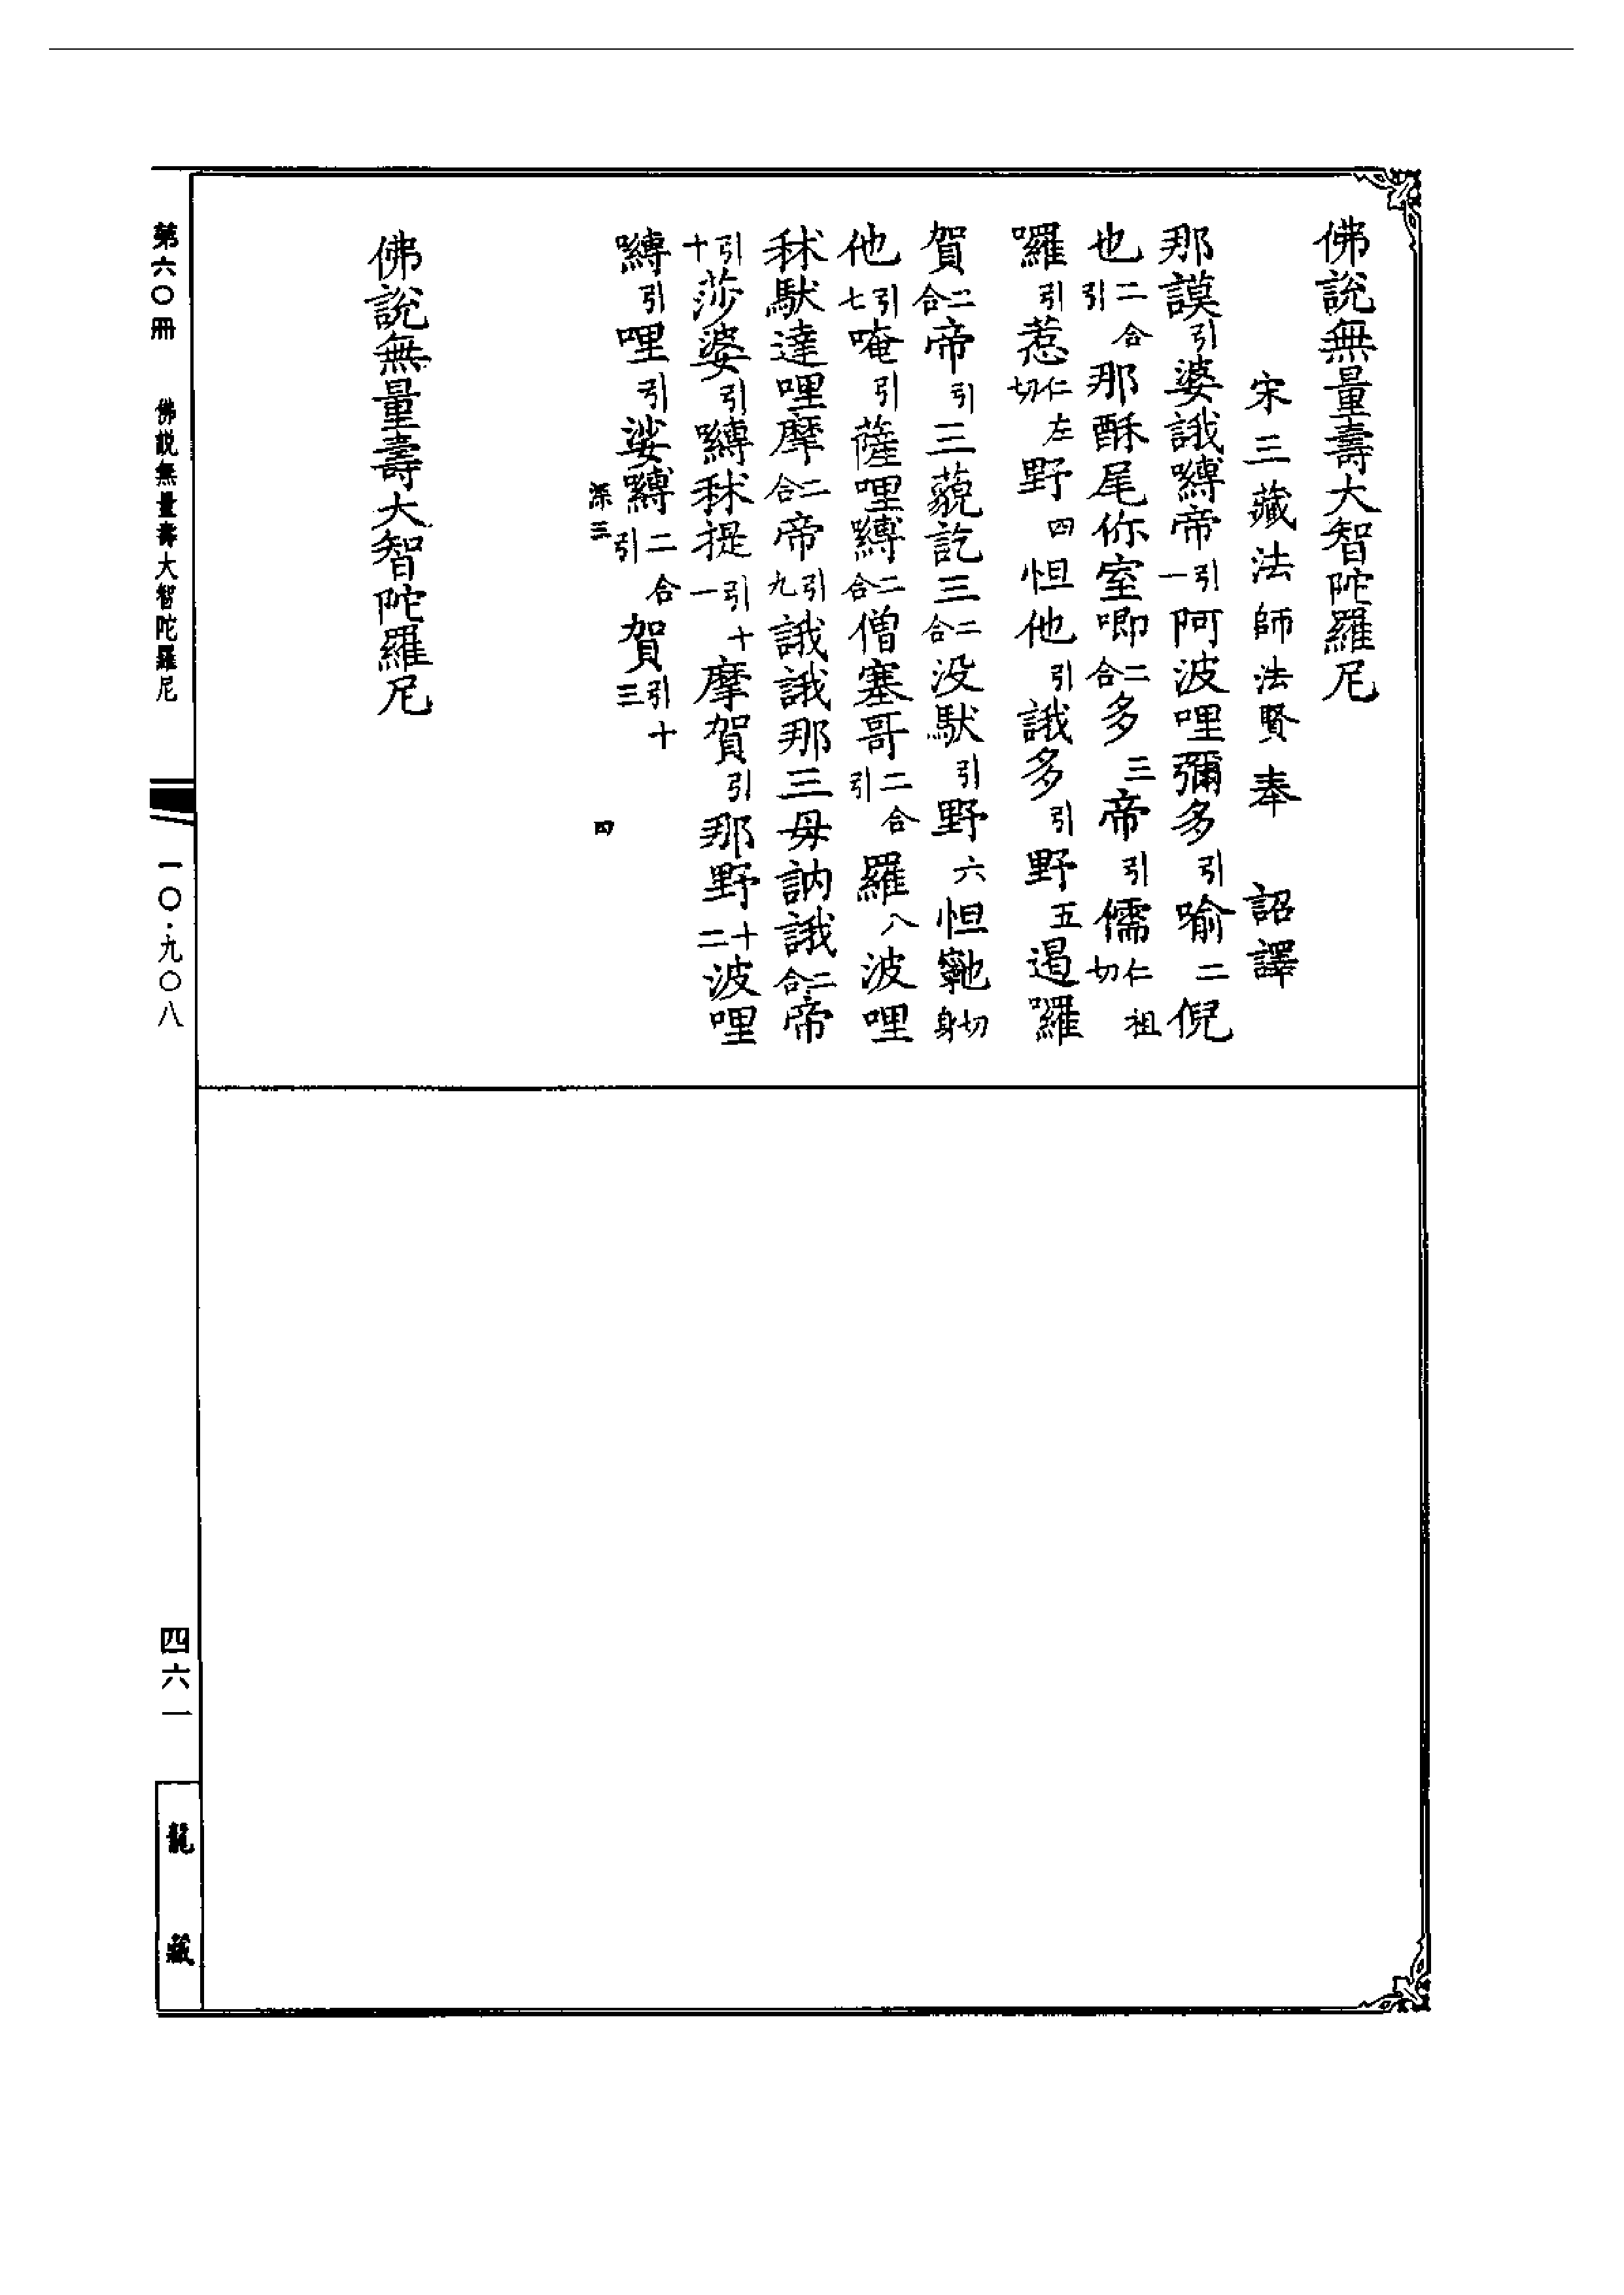 佛說無量壽大智陀羅尼
宋三藏法師法賢奉　詔譯
那謨引婆誐嚩帝引一阿波哩彌多引喻二倪
也二合引那酥尾你室唧二合多三帝引儒仁祖切
囉引惹仁左切野四怛他引誐多引野五遏囉
賀二合帝引三藐訖三二合没馱引野六怛𭉨切身
他引七唵引薩哩嚩二合僧塞哥二合引羅八波哩
秫馱達哩摩二合帝引九誐誐那三母訥誐二合帝
引十莎婆引嚩秫提引十一摩賀引那野十二波哩
嚩引哩引娑嚩二合引賀引十三
深三
四
佛說無量壽大智陀羅尼
第六〇冊　佛說無量壽大智陀羅尼　一〇·九〇八　四六一　龍藏